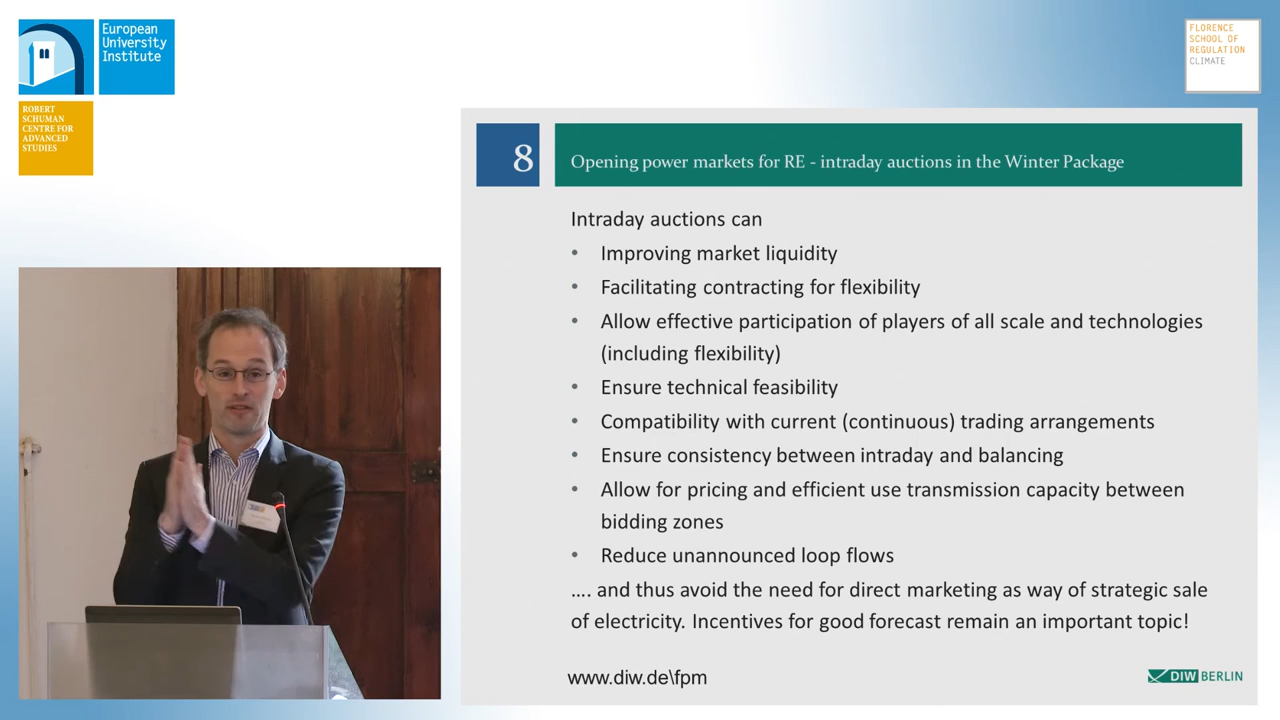 European
University
Institute
ROBERT
SCHUMAN
CENTRE FOR
ADVANCED
STUDIES
FLORENCE
SCHOOL OF
REGULATION
CLIMATE
8
Opening power markets for RE - intraday auctions in the Winter Package
Intraday auctions can
• Improving market liquidity
• Facilitating contracting for flexibility
• Allow effective participation of players of all scale and technologies
(including flexibility)
• Ensure technical feasibility
• Compatibility with current (continuous) trading arrangements
• Ensure consistency between intraday and balancing
• Allow for pricing and efficient use transmission capacity between
bidding zones
• Reduce unannounced loop flows
…. and thus avoid the need for direct marketing as way of strategic sale
of electricity. Incentives for good forecast remain an important topic!
www.diw.de\fpm
DIW BERLIN